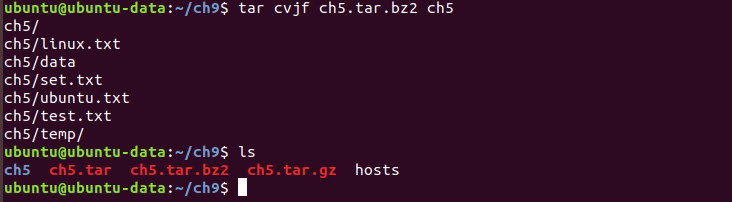 ubuntu@ubuntu-data:~/ch9$ tar cvjf ch5.tar.bz2 ch5
ch5/
ch5/linux.txt
ch5/data
ch5/set.txt
ch5/ubuntu.txt
ch5/test.txt
ch5/temp/
ubuntu@ubuntu-data:~/ch9$ ls
ch5  ch5.tar  ch5.tar.bz2  ch5.tar.gz  hosts
ubuntu@ubuntu-data:~/ch9$